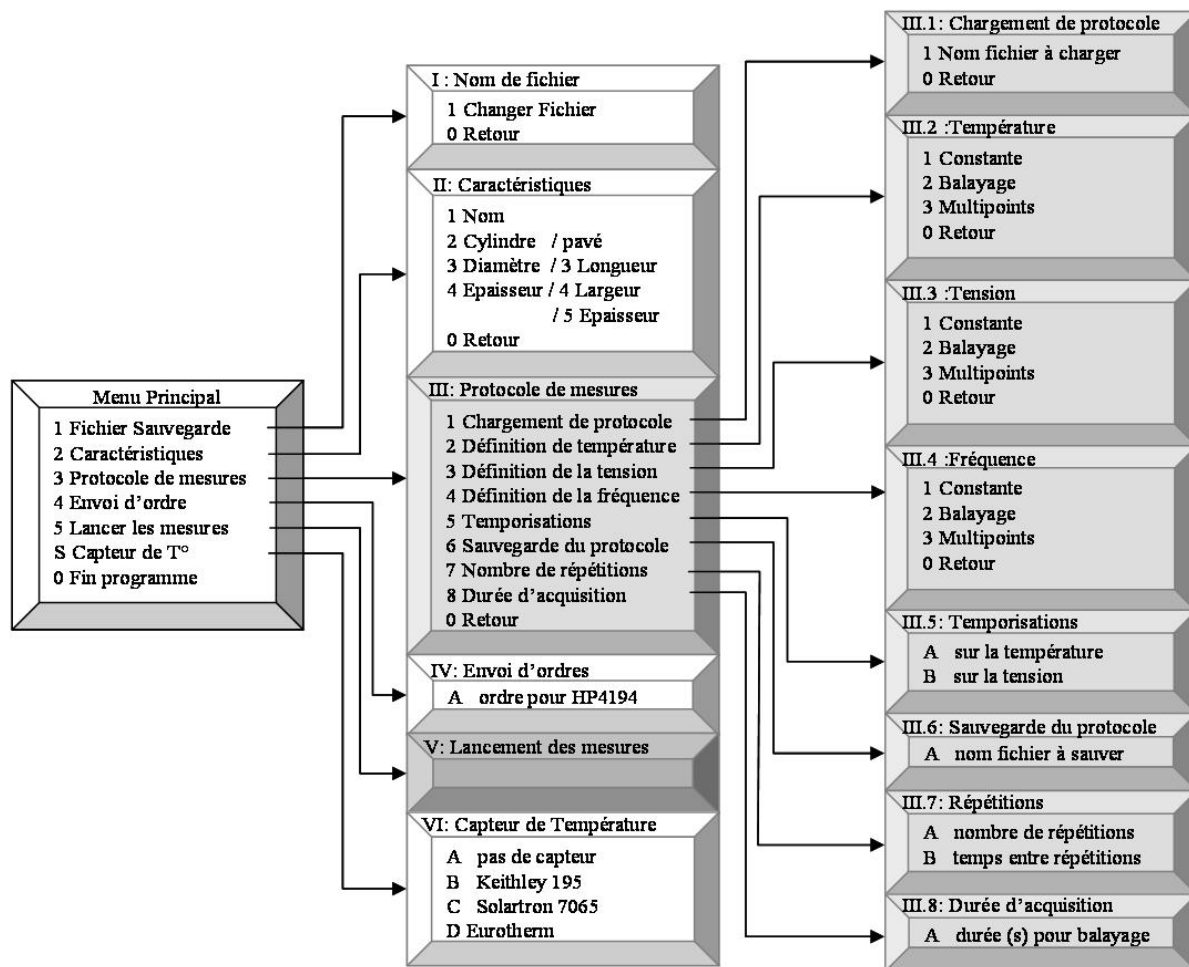 Menu Principal
1 Fichier Sauvegarde
2 Caractéristiques
3 Protocole de mesures
4 Envoi d'ordre
5 Lancer les mesures
S Capteur de T°
0 Fin programme
I : Nom de fichier
1 Changer Fichier
0 Retour
II: Caractéristiques
1 Nom
2 Cylindre / pavé
3 Diamètre / 3 Longueur
4 Epaisseur / 4 Largeur
/ 5 Epaisseur
0 Retour
III: Protocole de mesures
1 Chargement de protocole
2 Définition de température
3 Définition de la tension
4 Définition de la fréquence
5 Temporisations
6 Sauvegarde du protocole
7 Nombre de répétitions
8 Durée d'acquisition
0 Retour
IV: Envoi d'ordres
A ordre pour HP4194
V: Lancement des mesures
VI: Capteur de Température
A pas de capteur
B Keithley 195
C Solartron 7065
D Eurotherm
III.1: Chargement de protocole
1 Nom fichier à charger
0 Retour
III.2 :Température
1 Constante
2 Balayage
3 Multipoints
0 Retour
III.3 :Tension
1 Constante
2 Balayage
3 Multipoints
0 Retour
III.4 :Fréquence
1 Constante
2 Balayage
3 Multipoints
0 Retour
III.5: Temporisations
A sur la température
B sur la tension
III.6: Sauvegarde du protocole
A nom fichier à sauver
III.7: Répétitions
A nombre de répétitions
B temps entre répétitions
III.8: Durée d'acquisition
A durée (s) pour balayage